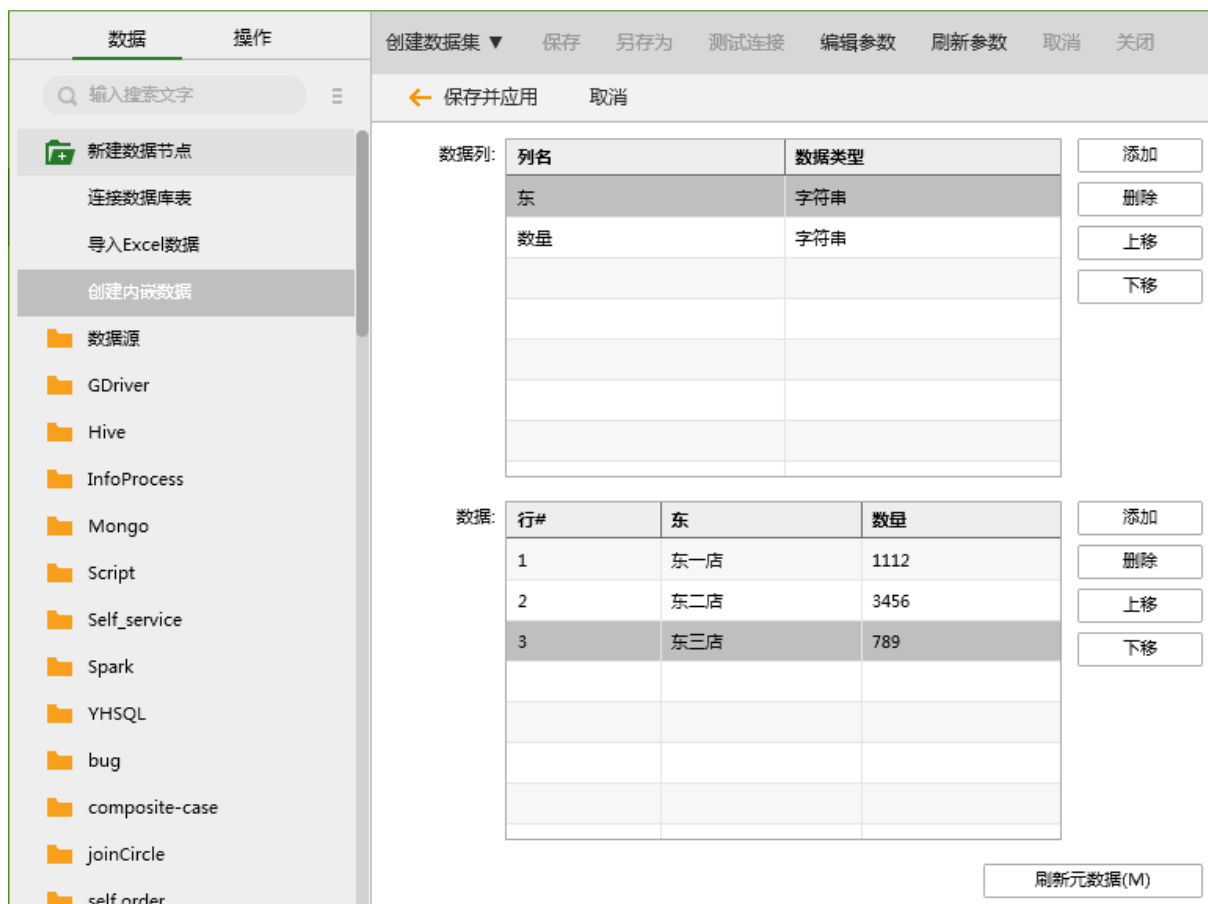 数据 操作
输入搜索文字
新建数据节点
连接数据库表
导入Excel数据
创建内嵌数据
数据源
GDriver
Hive
InfoProcess
Mongo
Script
Self_service
Spark
YHSQL
bug
composite-case
joinCircle
self order
创建数据集 ▼ 保存 另存为 测试连接 编辑参数 刷新参数 取消 关闭
保存并应用 取消
数据列: 列名 数据类型 添加
东 字符串 删除
数量 字符串 上移
下移
数据: 行# 东 数量 添加
1 东一店 1112 删除
2 东二店 3456 上移
3 东三店 789 下移
刷新元数据(M)